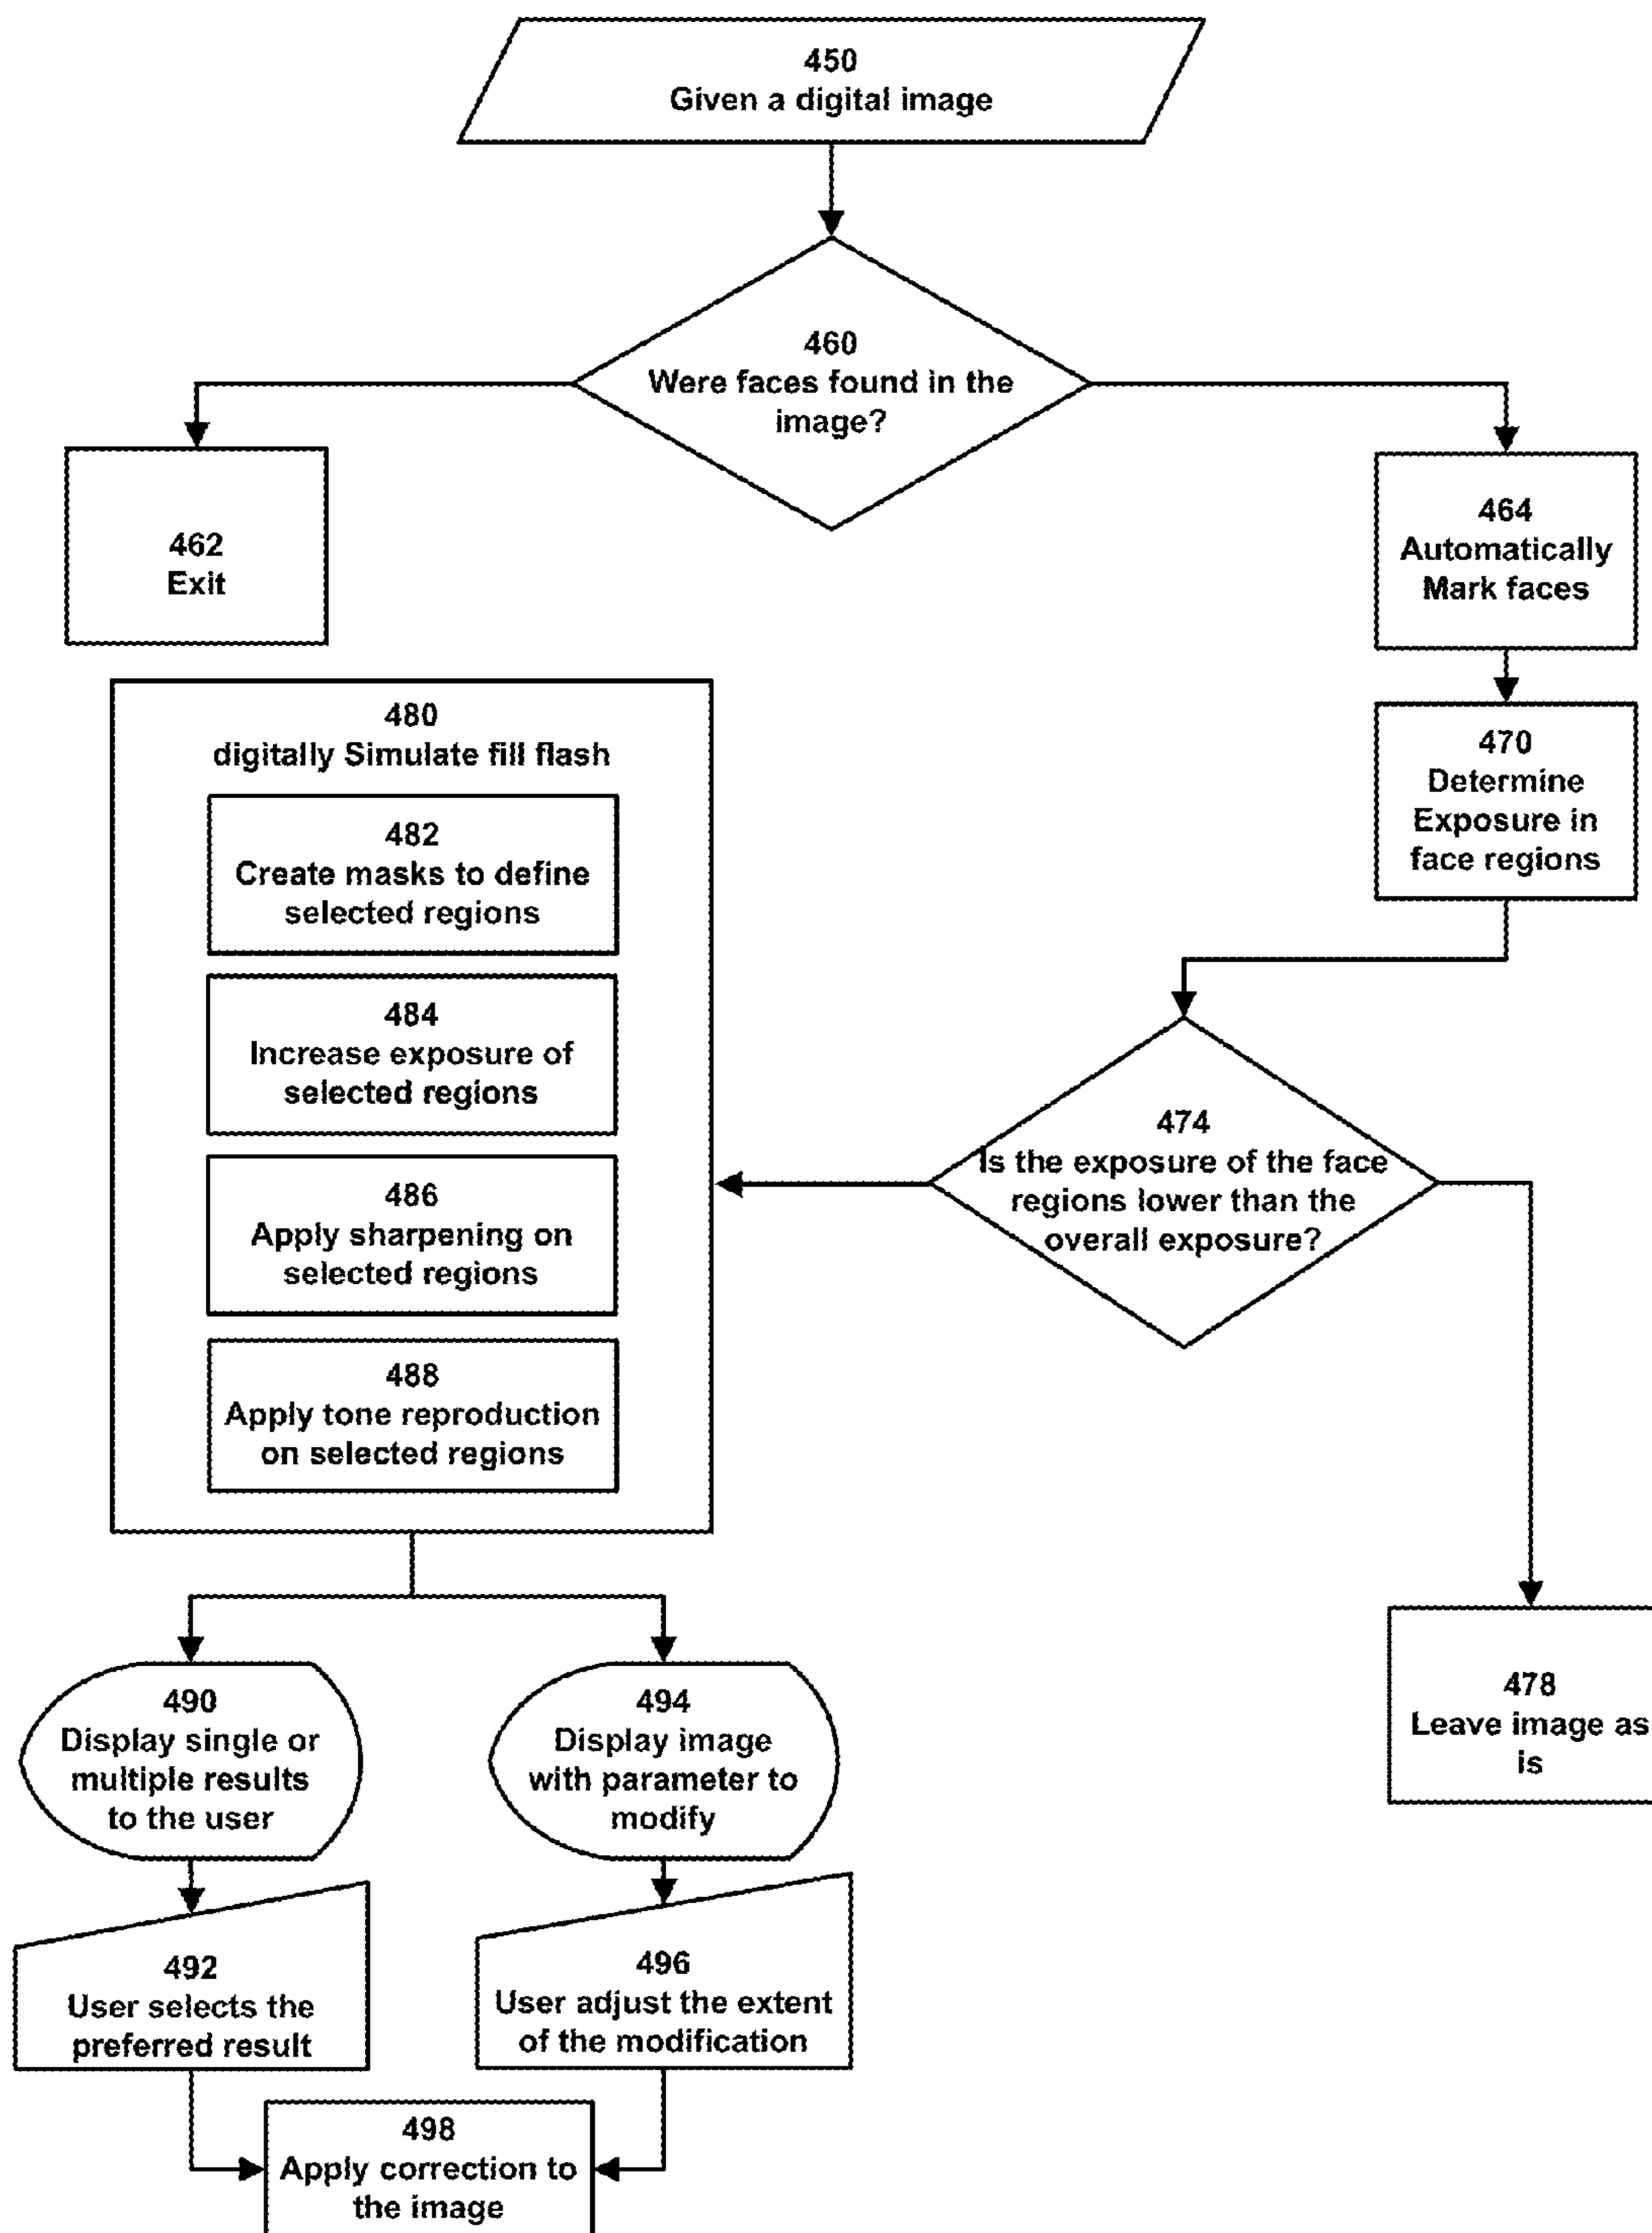 450
Given a digital image
460
Were faces found in the
image?
462
Exit
464
Automatically
Mark faces
470
Determine
Exposure in
face regions
474
Is the exposure of the face
regions lower than the
overall exposure?
478
Leave image as
is
480
digitally Simulate fill flash
482
Create masks to define
selected regions
484
Increase exposure of
selected regions
486
Apply sharpening on
selected regions
488
Apply tone reproduction
on selected regions
490
Display single or
multiple results
to the user
492
User selects the
preferred result
494
Display image
with parameter to
modify
496
User adjust the extent
of the modification
498
Apply correction to
the image